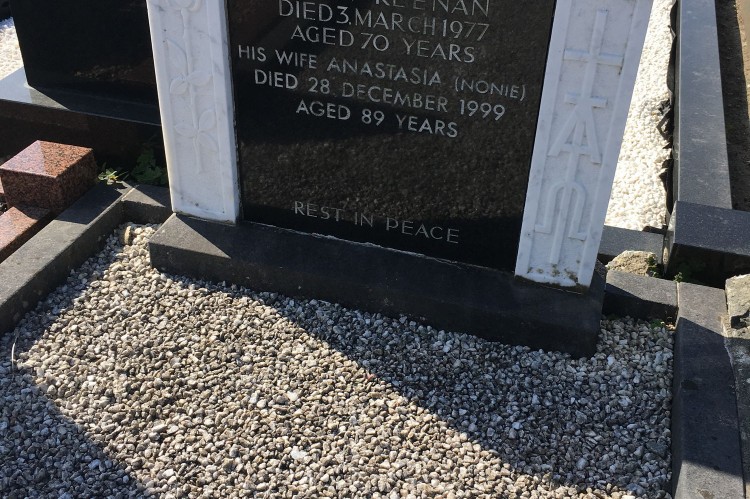 DIED 3, MARCH 1977
AGED 70 YEARS
HIS WIFE ANASTASIA (NONIE)
DIED 28, DECEMBER 1999
AGED 89 YEARS
REST IN PEACE